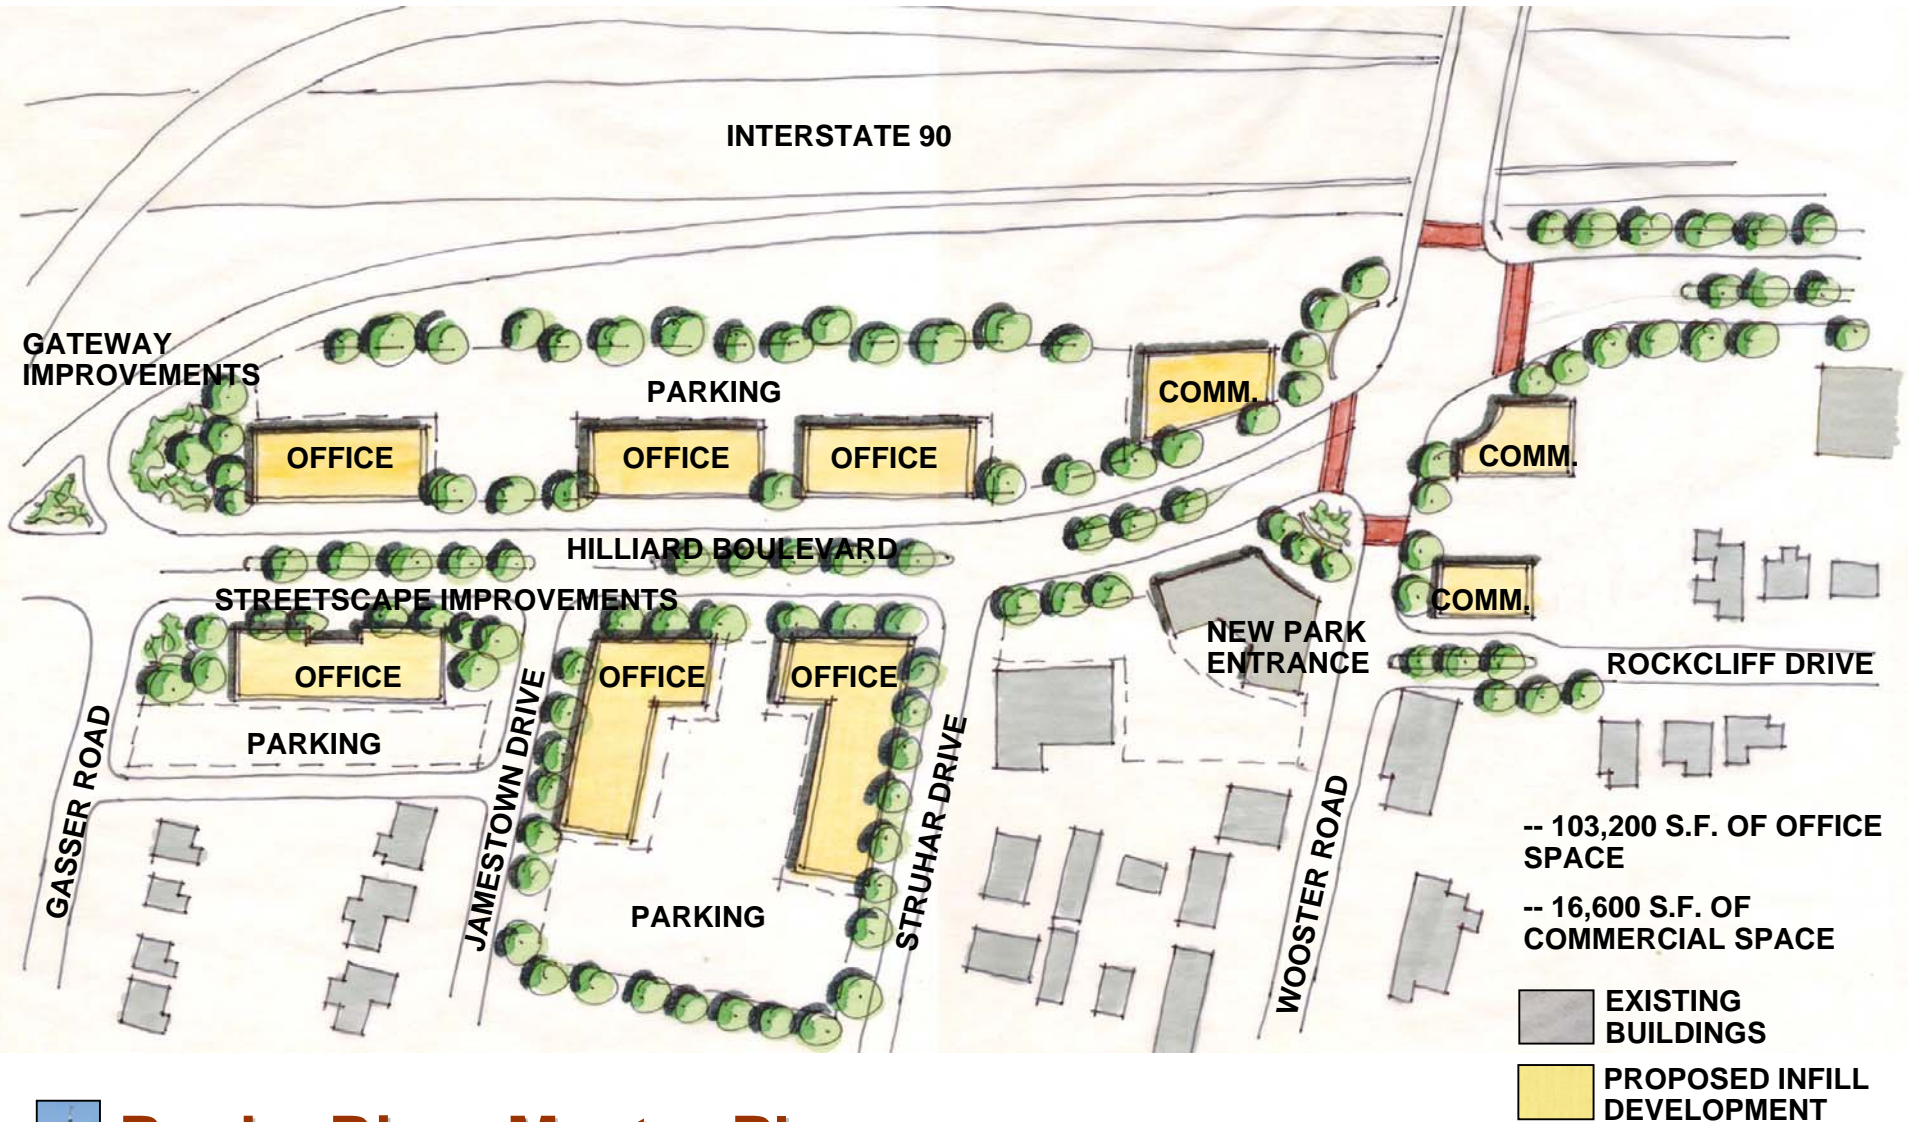 INTERSTATE 90
GATEWAY
IMPROVEMENTS
PARKING
COMM.
OFFICE
OFFICE
OFFICE
COMM.
HILLIARD BOULEVARD
STREETSCAPE IMPROVEMENTS
COMM.
NEW PARK
ENTRANCE
ROCKCLIFF DRIVE
OFFICE
OFFICE
OFFICE
PARKING
GASSER ROAD
JAMESTOWN DRIVE
STRUHAR DRIVE
WOOSTER ROAD
PARKING
-- 103,200 S.F. OF OFFICE
SPACE
-- 16,600 S.F. OF
COMMERCIAL SPACE
EXISTING
BUILDINGS
PROPOSED INFILL
DEVELOPMENT